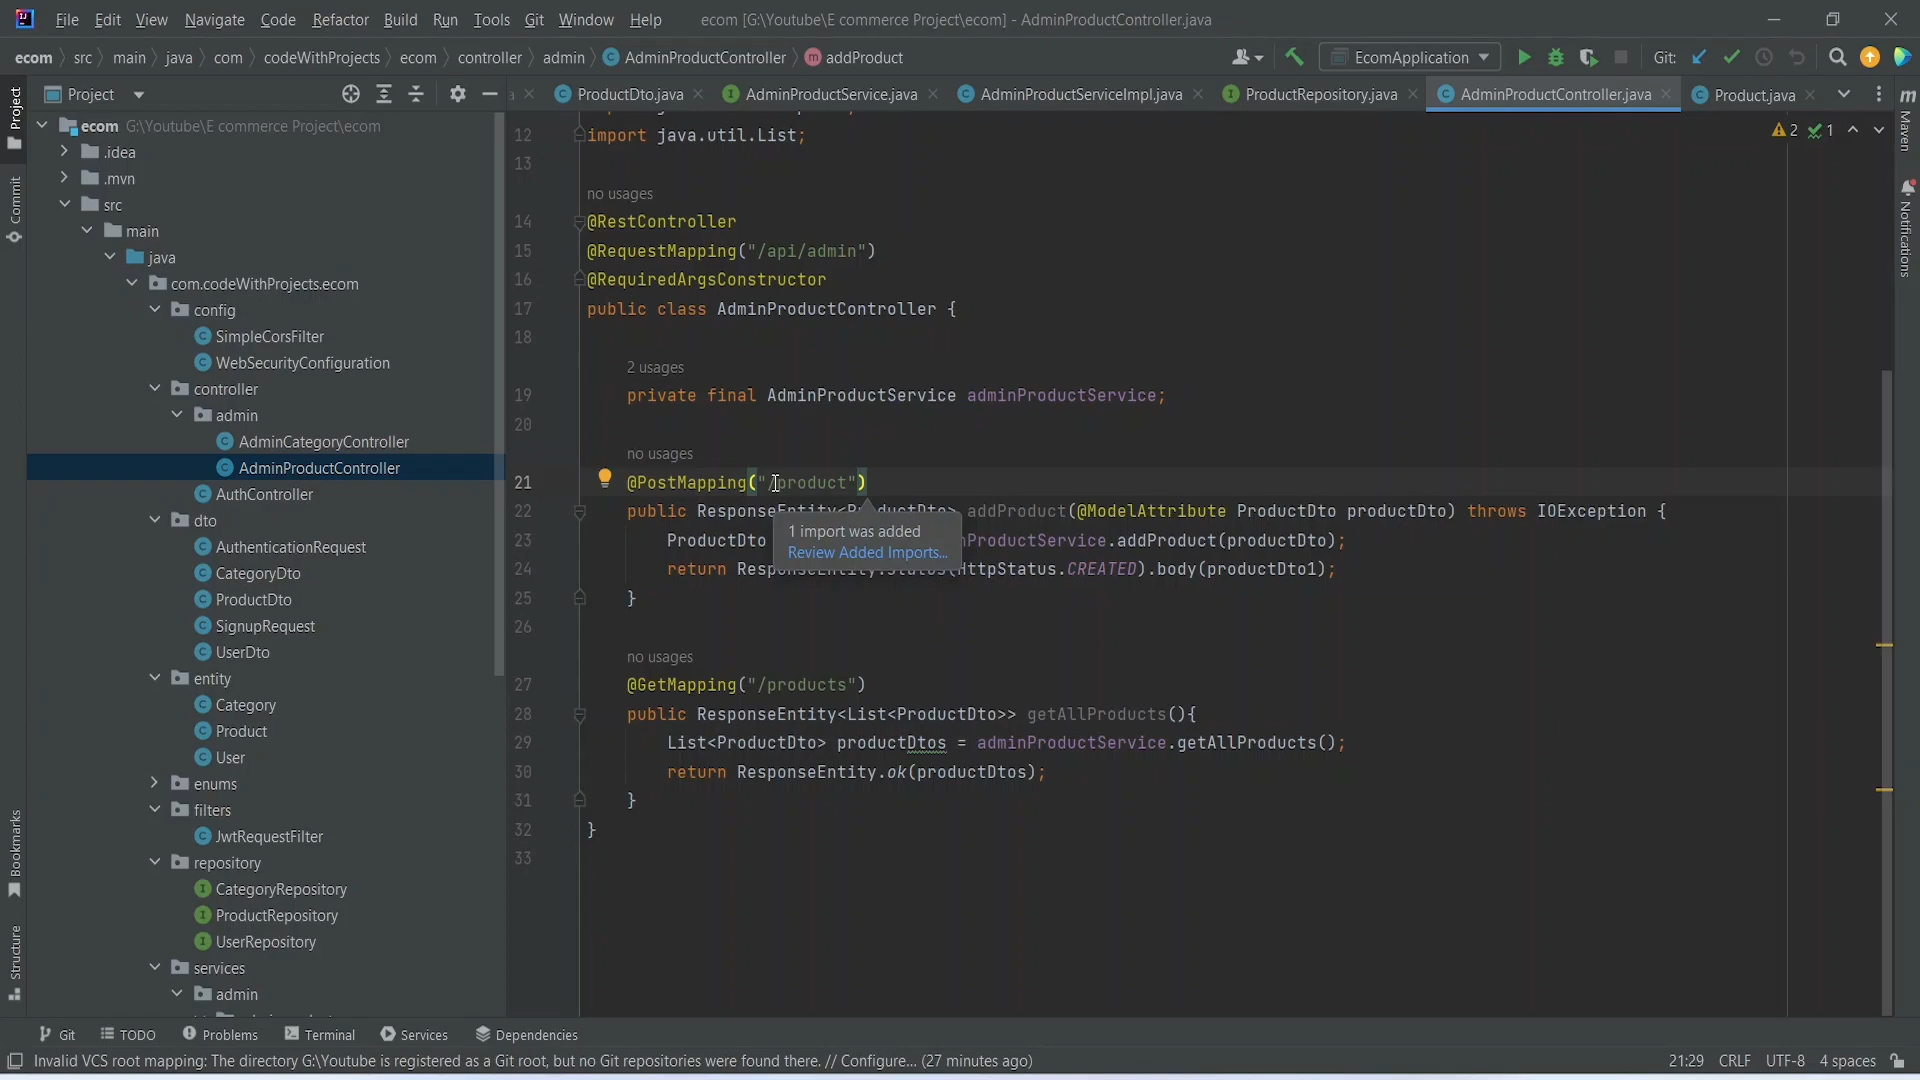 File Edit View Navigate Code Refactor Build Run Tools Git Window Help ecom [G:\Youtube\E commerce Project\ecom] - AdminProductController.java
ecom src main java com codeWithProjects ecom controller admin AdminProductController addProduct EcomApplication Git:
Project ProductDto.java AdminProductService.java AdminProductServiceImpl.java ProductRepository.java AdminProductController.java Product.java
Project
Commit
Bookmarks
Structure
Maven
Notifications
ecom G:\Youtube\E commerce Project\ecom
.idea
.mvn
src
main
java
com.codeWithProjects.ecom
config
SimpleCorsFilter
WebSecurityConfiguration
controller
admin
AdminCategoryController
AdminProductController
AuthController
dto
AuthenticationRequest
CategoryDto
ProductDto
SignupRequest
UserDto
entity
Category
Product
User
enums
filters
JwtRequestFilter
repository
CategoryRepository
ProductRepository
UserRepository
services
admin
2 1
12 import java.util.List;
13
no usages
14 @RestController
15 @RequestMapping("/api/admin")
16 @RequiredArgsConstructor
17 public class AdminProductController {
18
2 usages
19 private final AdminProductService adminProductService;
20
no usages
21 @PostMapping("/product")
22 public ResponseEntity<ProductDto> addProduct(@ModelAttribute ProductDto productDto) throws IOException {
1 import was added
23 ProductDto nProductService.addProduct(productDto);
Review Added Imports...
24 return ResponseEntity.status(HttpStatus.CREATED).body(productDto1);
25 }
26
no usages
27 @GetMapping("/products")
28 public ResponseEntity<List<ProductDto>> getAllProducts(){
29 List<ProductDto> productDtos = adminProductService.getAllProducts();
30 return ResponseEntity.ok(productDtos);
31 }
32 }
33
Git TODO Problems Terminal Services Dependencies
Invalid VCS root mapping: The directory G:\Youtube is registered as a Git root, but no Git repositories were found there. // Configure... (27 minutes ago) 21:29 CRLF UTF-8 4 spaces